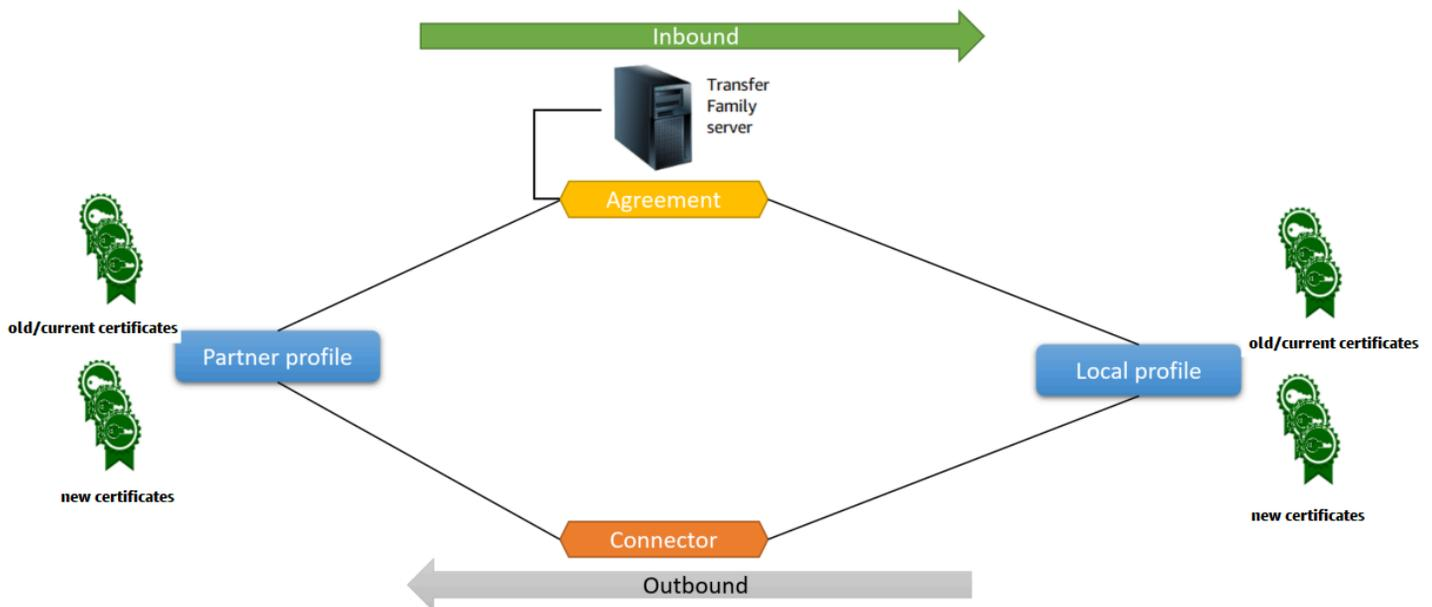 Inbound
Transfer
Family
server
Agreement
old/current certificates
Partner profile
old/current certificates
Local profile
new certificates
new certificates
Connector
Outbound